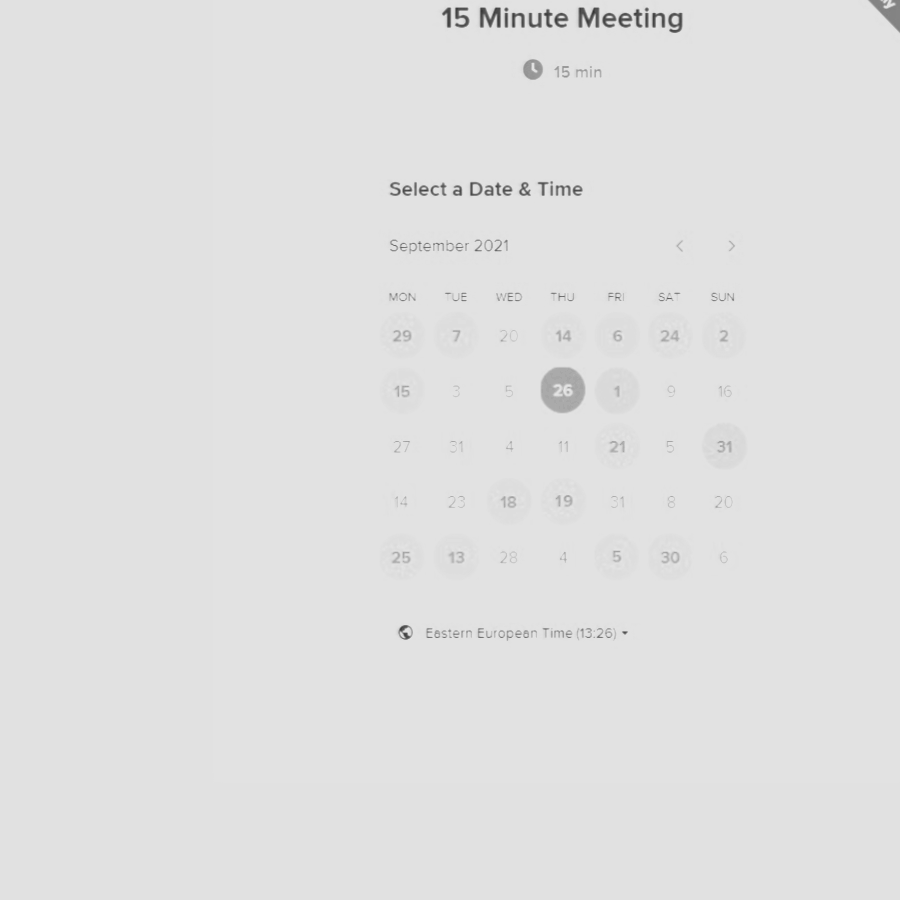 15 Minute Meeting
15 min
Select a Date & Time
September 2021
MON TUE WED THU FRI SAT SUN
29 7 20 14 6 24 2
15 3 5 26 1 9 16
27 31 4 11 21 5 31
14 23 18 19 31 8 20
25 13 28 4 5 30 6
Eastern European Time (13:26)